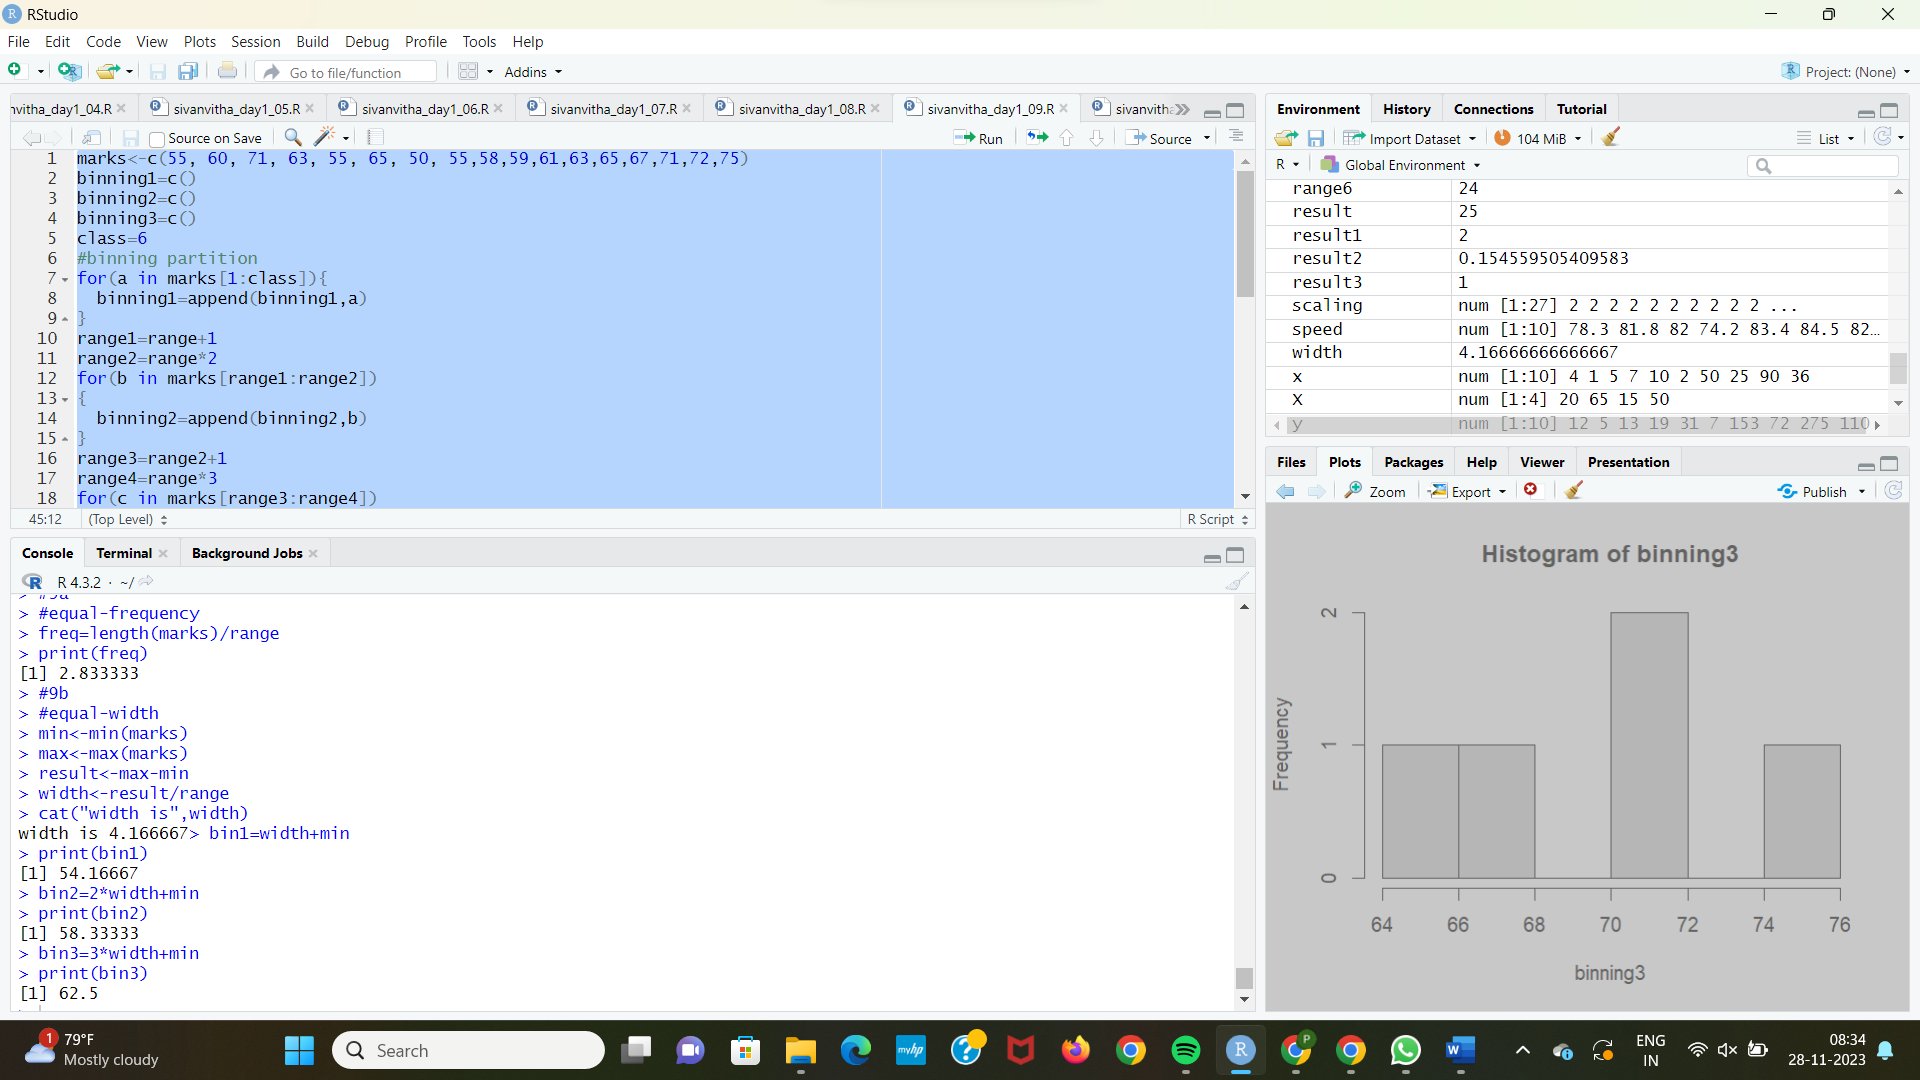 RStudio
File Edit Code View Plots Session Build Debug Profile Tools Help
Go to file/function Addins Project: (None)
nvitha_day1_04.R sivanvitha_day1_05.R sivanvitha_day1_06.R sivanvitha_day1_07.R sivanvitha_day1_08.R sivanvitha_day1_09.R sivanvitha
Source on Save Run Source
1 marks<-c(55, 60, 71, 63, 55, 65, 50, 55,58,59,61,63,65,67,71,72,75)
2 binning1=c()
3 binning2=c()
4 binning3=c()
5 class=6
6 #binning partition
7 for(a in marks[1:class]){
8 binning1=append(binning1,a)
9 }
10 range1=range+1
11 range2=range*2
12 for(b in marks[range1:range2])
13 {
14 binning2=append(binning2,b)
15 }
16 range3=range2+1
17 range4=range*3
18 for(c in marks[range3:range4])
45:12 (Top Level) R Script
Console Terminal Background Jobs
R 4.3.2 · ~/
> #9a
> #equal-frequency
> freq=length(marks)/range
> print(freq)
[1] 2.833333
> #9b
> #equal-width
> min<-min(marks)
> max<-max(marks)
> result<-max-min
> width<-result/range
> cat("width is",width)
width is 4.166667> bin1=width+min
> print(bin1)
[1] 54.16667
> bin2=2*width+min
> print(bin2)
[1] 58.33333
> bin3=3*width+min
> print(bin3)
[1] 62.5
Environment History Connections Tutorial
Import Dataset 104 MiB List
R Global Environment
range6 24
result 25
result1 2
result2 0.154559505409583
result3 1
scaling num [1:27] 2 2 2 2 2 2 2 2 2 2 ...
speed num [1:10] 78.3 81.8 82 74.2 83.4 84.5 82…
width 4.16666666666667
x num [1:10] 4 1 5 7 10 2 50 25 90 36
X num [1:4] 20 65 15 50
y num [1:10] 12 5 13 19 31 7 153 72 275 110
Files Plots Packages Help Viewer Presentation
Zoom Export Publish
Histogram of binning3
Frequency
2
1
0
64 66 68 70 72 74 76
binning3
1 79°F
Mostly cloudy
Search
myhp
P
W
ENG
IN
08:34
28-11-2023